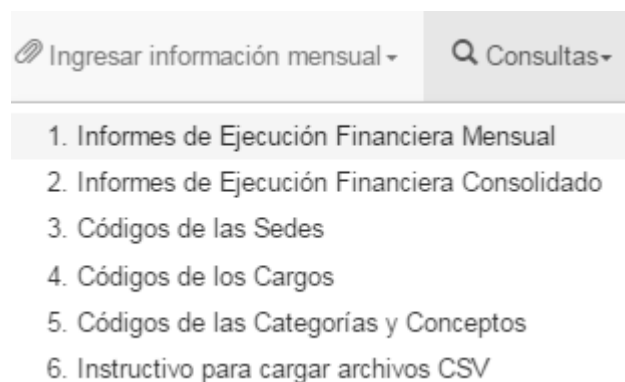 Ingresar información mensual Consultas
1. Informes de Ejecución Financiera Mensual
2. Informes de Ejecución Financiera Consolidado
3. Códigos de las Sedes
4. Códigos de los Cargos
5. Códigos de las Categorías y Conceptos
6. Instructivo para cargar archivos CSV